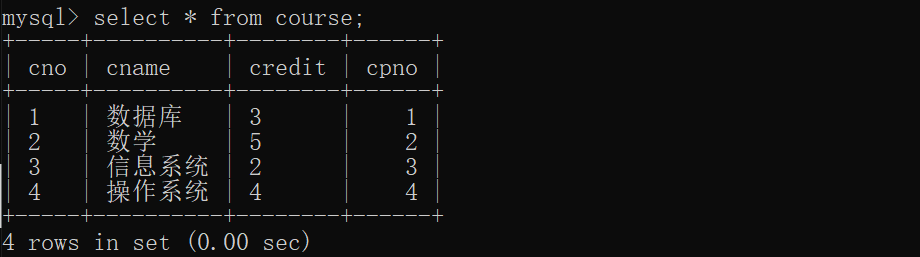 mysql> select * from course;
+-----+----------+--------+------+
| cno | cname    | credit | cpno |
+-----+----------+--------+------+
| 1   | 数据库   | 3      |    1 |
| 2   | 数学     | 5      |    2 |
| 3   | 信息系统 | 2      |    3 |
| 4   | 操作系统 | 4      |    4 |
+-----+----------+--------+------+
4 rows in set (0.00 sec)